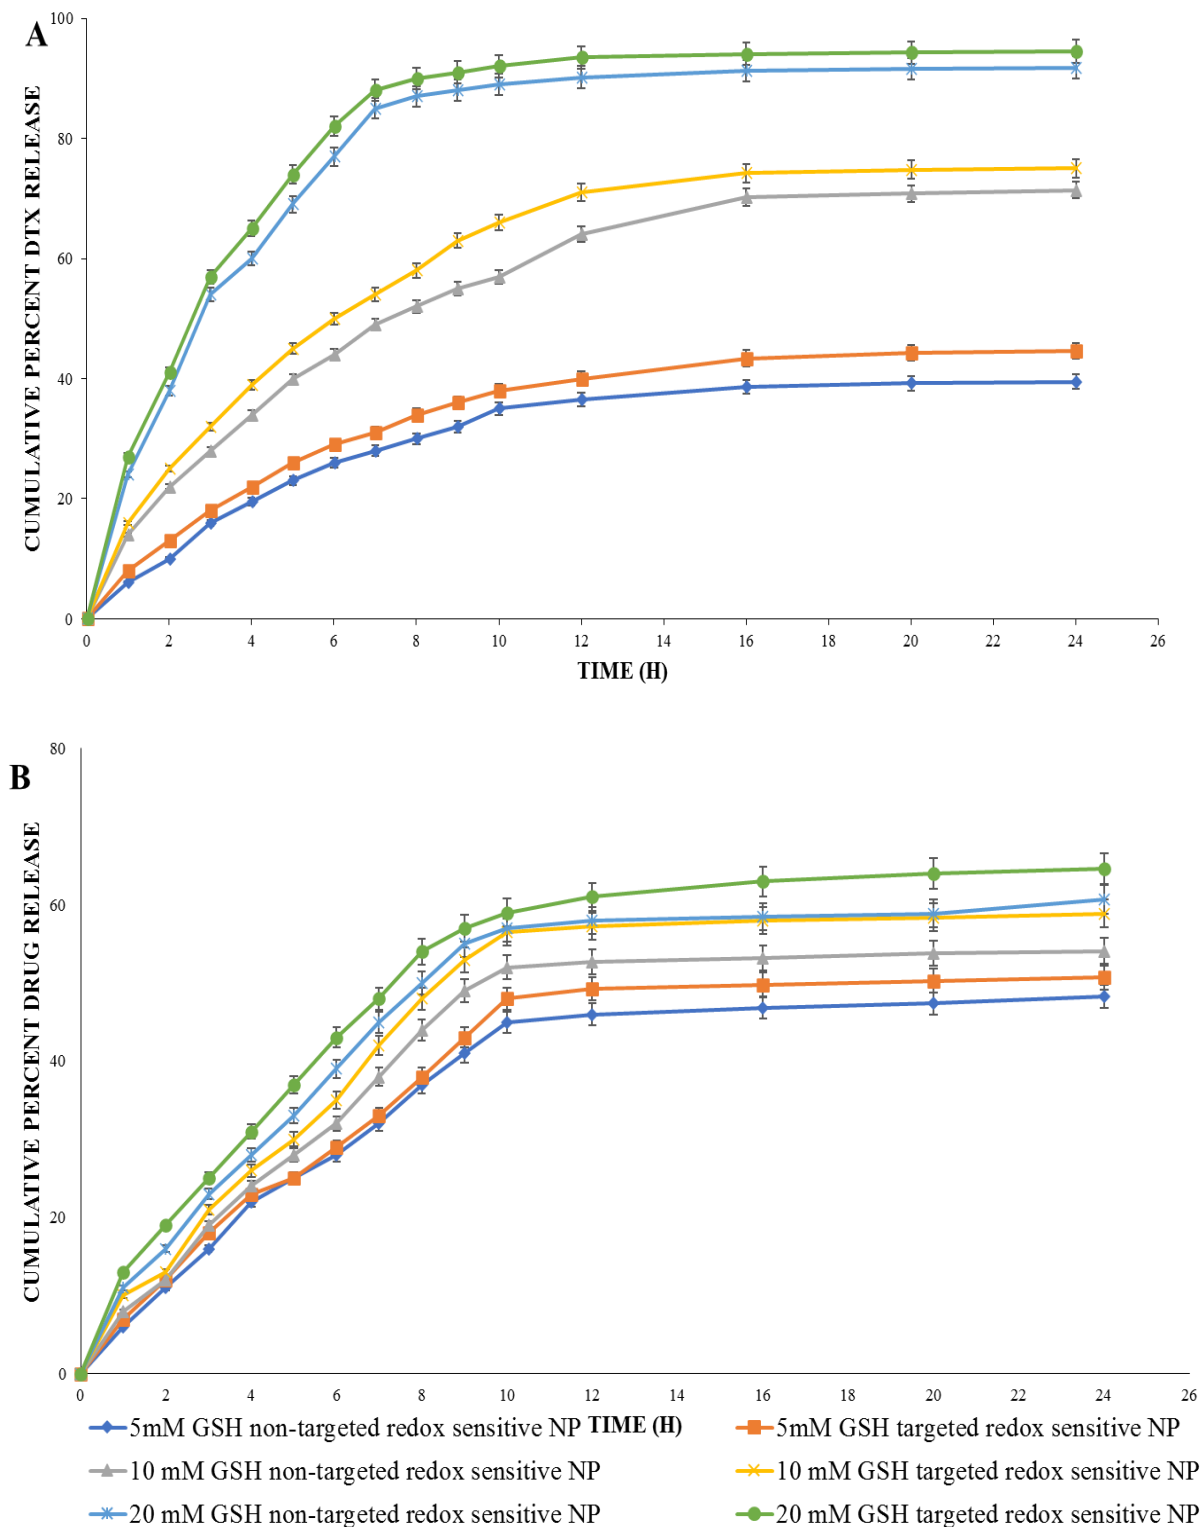 A
CUMULATIVE PERCENT DTX RELEASE
100
80
60
40
20
0
0 2 4 6 8 10 12 14 16 18 20 22 24 26
TIME (H)
B
CUMULATIVE PERCENT DRUG RELEASE
80
60
40
20
0
0 2 4 6 8 10 12 14 16 18 20 22 24 26
TIME (H)
5mM GSH non-targeted redox sensitive NP
5mM GSH targeted redox sensitive NP
10 mM GSH non-targeted redox sensitive NP
10 mM GSH targeted redox sensitive NP
20 mM GSH non-targeted redox sensitive NP
20 mM GSH targeted redox sensitive NP